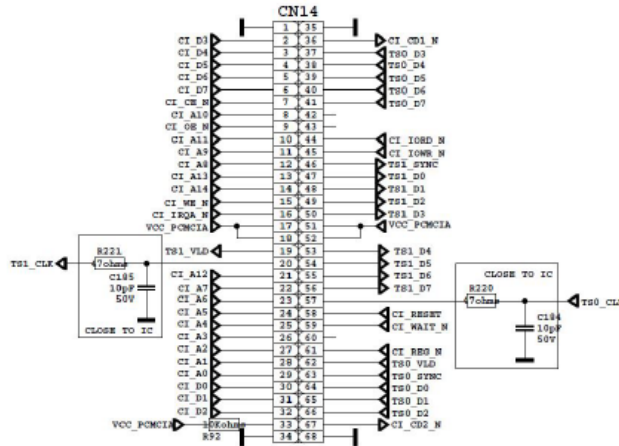 CN14
1 35
CI_D3 2 36 CI_CD1_N
CI_D4 3 37 TS0_D3
CI_D5 4 38 TS0_D4
CI_D6 5 39 TS0_D5
CI_D7 6 40 TS0_D6
CI_CE_N 7 41 TS0_D7
CI_A10 8 42
CI_OE_N 9 43
CI_A11 10 44 CI_IORD_N
CI_A9 11 45 CI_IOWR_N
CI_A8 12 46 TS1_SYNC
CI_A13 13 47 TS1_D0
CI_A14 14 48 TS1_D1
CI_WE_N 15 49 TS1_D2
CI_IRQA_N 16 50 TS1_D3
VCC_PCMCIA 17 51 VCC_PCMCIA
18 52
TS1_VLD 19 53 TS1_D4
20 54 TS1_D5
CI_A12 21 55 TS1_D6
CI_A7 22 56 TS1_D7
CI_A6 23 57
CI_A5 24 58 CI_RESET
CI_A4 25 59 CI_WAIT_N
CI_A3 26 60
CI_A2 27 61 CI_REG_N
CI_A1 28 62 TS0_VLD
CI_A0 29 63 TS0_SYNC
CI_D0 30 64 TS0_D0
CI_D1 31 65 TS0_D1
CI_D2 32 66 TS0_D2
VCC_PCMCIA 10Kohms 33 67 CI_CD2_N
R92 34 68
R221
TS1_CLK 47ohms
C185
10pF
50V
CLOSE TO IC
CLOSE TO IC
R220
47ohms TS0_CL
C184
10pF
50V